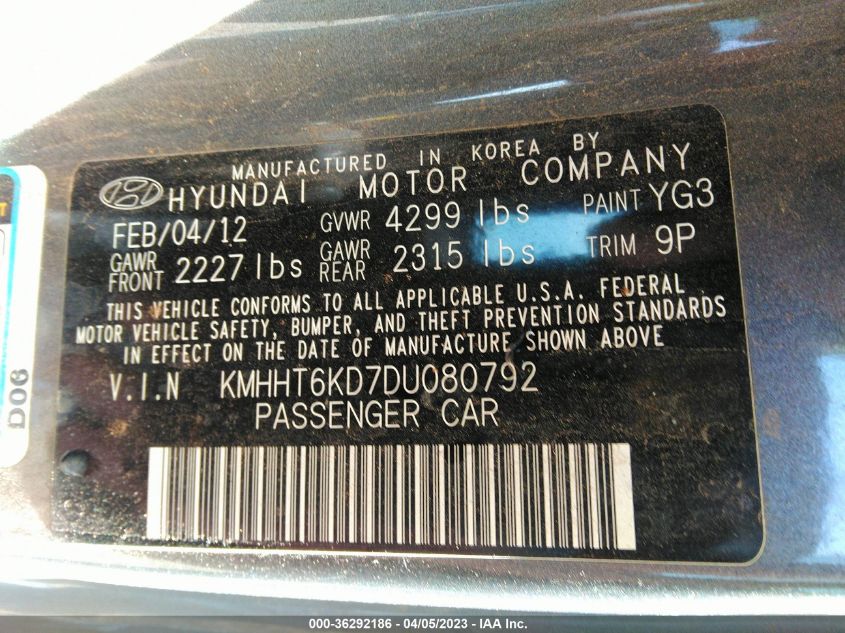 MANUFACTURED IN KOREA BY
HYUNDAI MOTOR COMPANY
FEB/04/12 GVWR 4299 lbs PAINT YG3
GAWR FRONT 2227 lbs GAWR REAR 2315 lbs TRIM 9P
THIS VEHICLE CONFORMS TO ALL APPLICABLE U.S.A. FEDERAL
MOTOR VEHICLE SAFETY, BUMPER, AND THEFT PREVENTION STANDARDS
IN EFFECT ON THE DATE OF MANUFACTURE SHOWN ABOVE
V.I.N KMHHT6KD7DU080792
PASSENGER CAR
D06
000-36292186 - 04/05/2023 - IAA Inc.